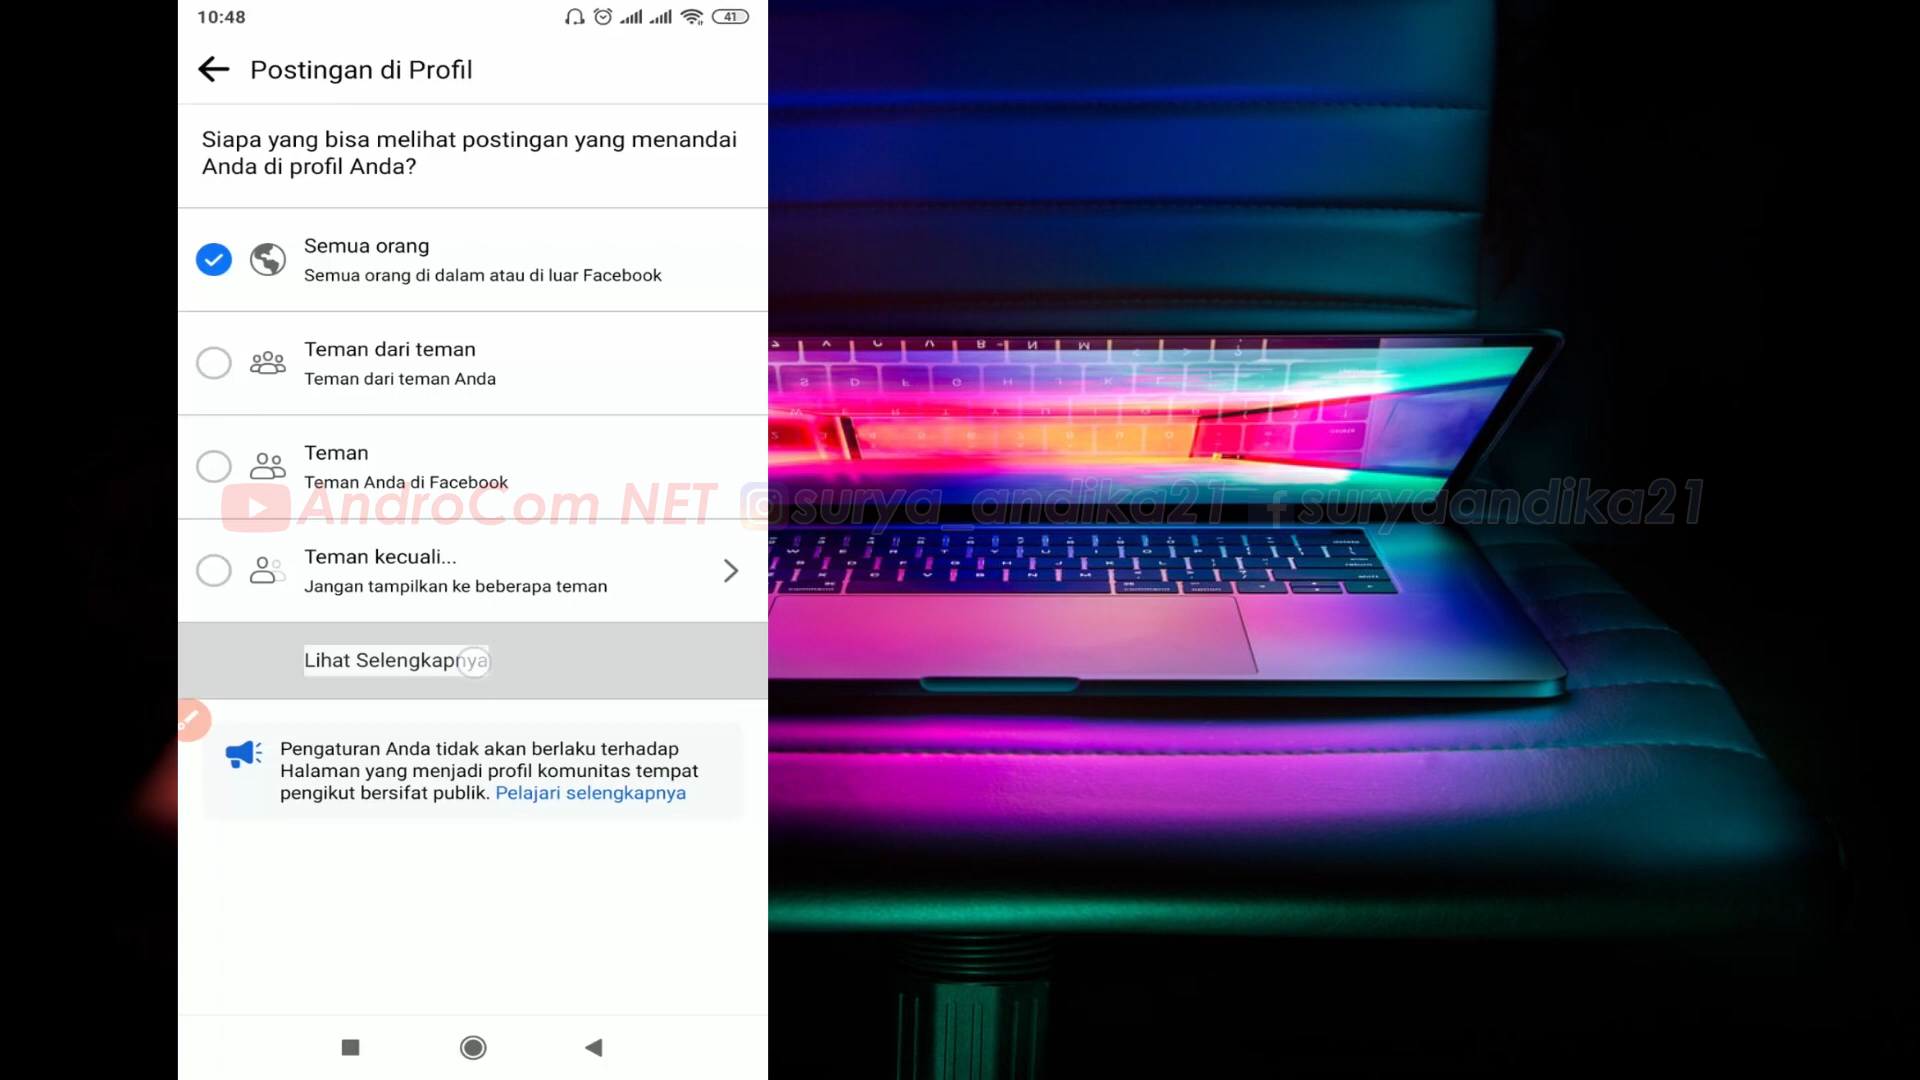 10:48
41
Postingan di Profil
Siapa yang bisa melihat postingan yang menandai
Anda di profil Anda?
Semua orang
Semua orang di dalam atau di luar Facebook
Teman dari teman
Teman dari teman Anda
Teman
Teman Anda di Facebook
AndroCom NET surya_andika21 suryaandika21
Teman kecuali...
Jangan tampilkan ke beberapa teman
Lihat Selengkapnya
Pengaturan Anda tidak akan berlaku terhadap
Halaman yang menjadi profil komunitas tempat
pengikut bersifat publik. Pelajari selengkapnya